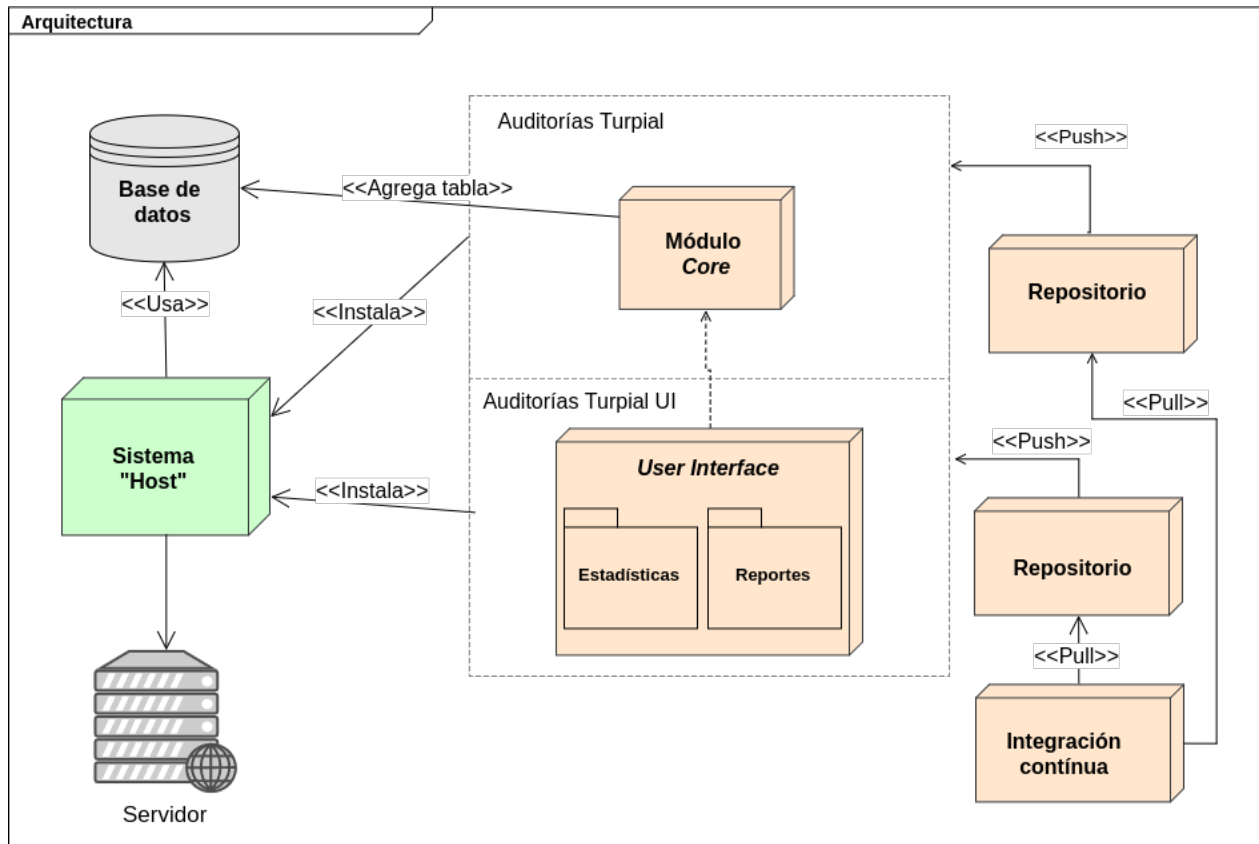 Arquitectura
Auditorías Turpial
<<Push>>
Base de
datos
<<Agrega tabla>>
Módulo
Core
Repositorio
<<Usa>>
<<Instala>>
<<Pull>>
Auditorías Turpial UI
<<Push>>
Sistema
"Host"
User Interface
<<Instala>>
Estadísticas
Reportes
Repositorio
<<Pull>>
Integración
contínua
Servidor